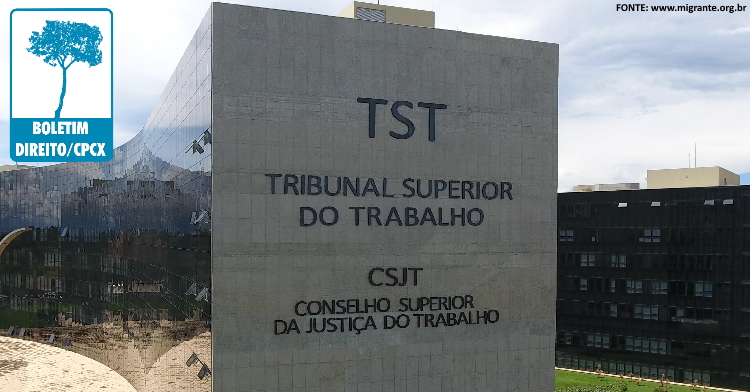 FONTE: www.migrante.org.br
BOLETIM
DIREITO/CPCX
TST
TRIBUNAL SUPERIOR
DO TRABALHO
CSJT
CONSELHO SUPERIOR
DA JUSTIÇA DO TRABALHO